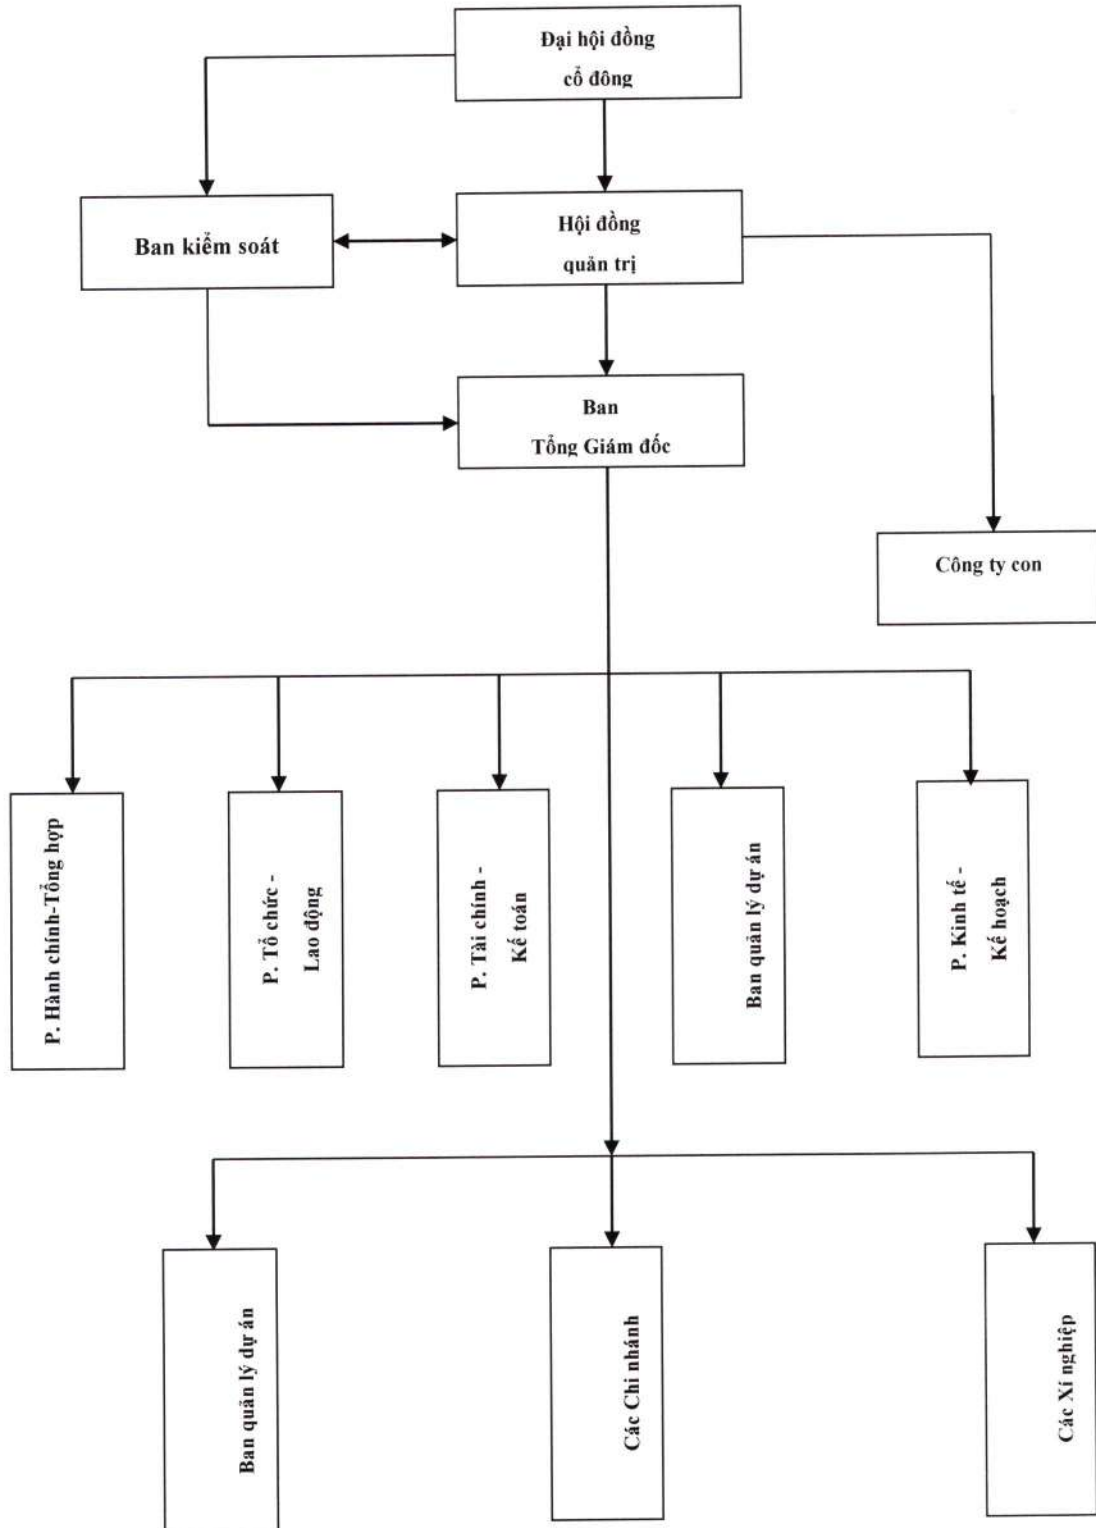 Đại hội đồng
cổ đông
Ban kiểm soát
Hội đồng
quản trị
Ban
Tổng Giám đốc
Công ty con
P. Hành chính-Tổng hợp
P. Tổ chức -
Lao động
P. Tài chính -
Kế toán
Ban quản lý dự án
P. Kinh tế -
Kế hoạch
Ban quản lý dự án
Các Chi nhánh
Các Xí nghiệp